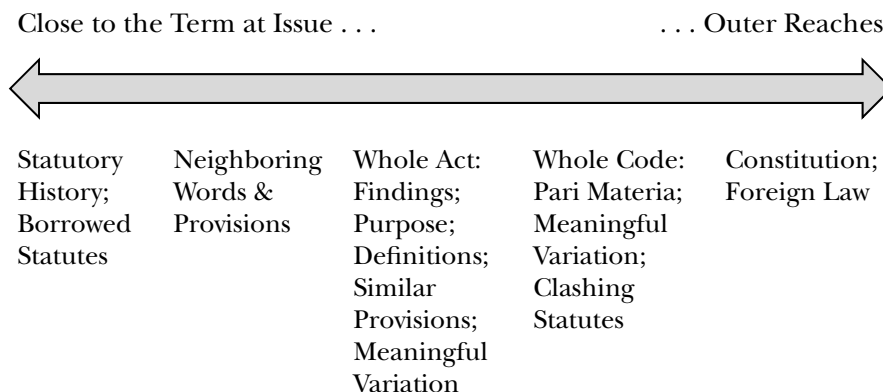 Close to the Term at Issue . . .
. . . Outer Reaches
Statutory
History;
Borrowed
Statutes
Neighboring
Words &
Provisions
Whole Act:
Findings;
Purpose;
Definitions;
Similar
Provisions;
Meaningful
Variation
Whole Code:
Pari Materia;
Meaningful
Variation;
Clashing
Statutes
Constitution;
Foreign Law